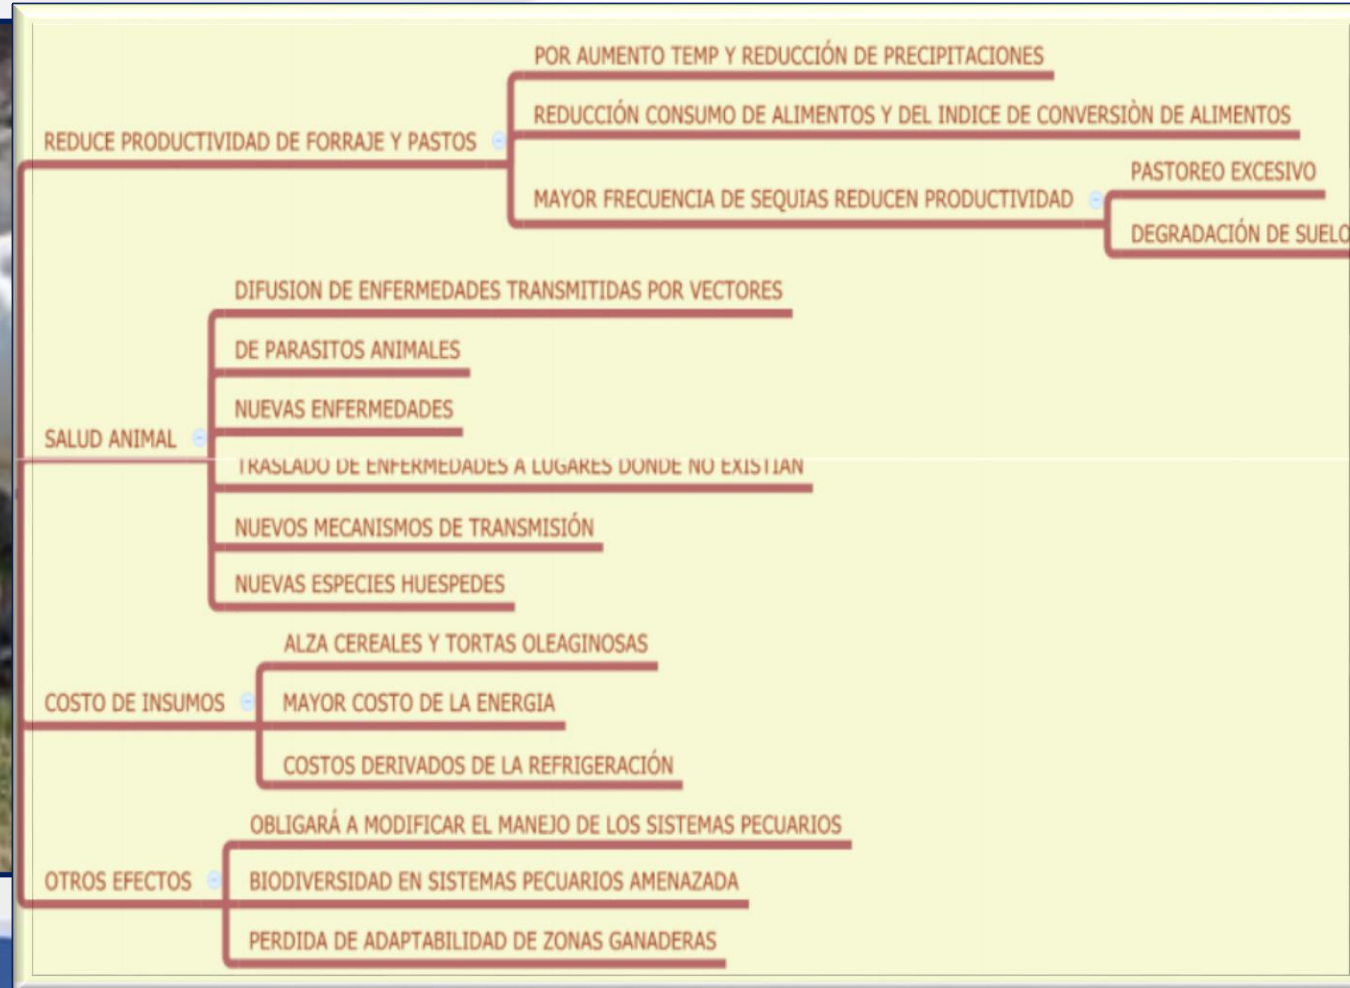 POR AUMENTO TEMP Y REDUCCIÓN DE PRECIPITACIONES
REDUCE PRODUCTIVIDAD DE FORRAJE Y PASTOS
REDUCCIÓN CONSUMO DE ALIMENTOS Y DEL INDICE DE CONVERSIÒN DE ALIMENTOS
MAYOR FRECUENCIA DE SEQUIAS REDUCEN PRODUCTIVIDAD
PASTOREO EXCESIVO
DEGRADACIÓN DE SUELO
SALUD ANIMAL
DIFUSION DE ENFERMEDADES TRANSMITIDAS POR VECTORES
DE PARASITOS ANIMALES
NUEVAS ENFERMEDADES
TRASLADO DE ENFERMEDADES A LUGARES DONDE NO EXISTIAN
NUEVOS MECANISMOS DE TRANSMISIÓN
NUEVAS ESPECIES HUESPEDES
COSTO DE INSUMOS
ALZA CEREALES Y TORTAS OLEAGINOSAS
MAYOR COSTO DE LA ENERGIA
COSTOS DERIVADOS DE LA REFRIGERACIÓN
OTROS EFECTOS
OBLIGARÁ A MODIFICAR EL MANEJO DE LOS SISTEMAS PECUARIOS
BIODIVERSIDAD EN SISTEMAS PECUARIOS AMENAZADA
PERDIDA DE ADAPTABILIDAD DE ZONAS GANADERAS